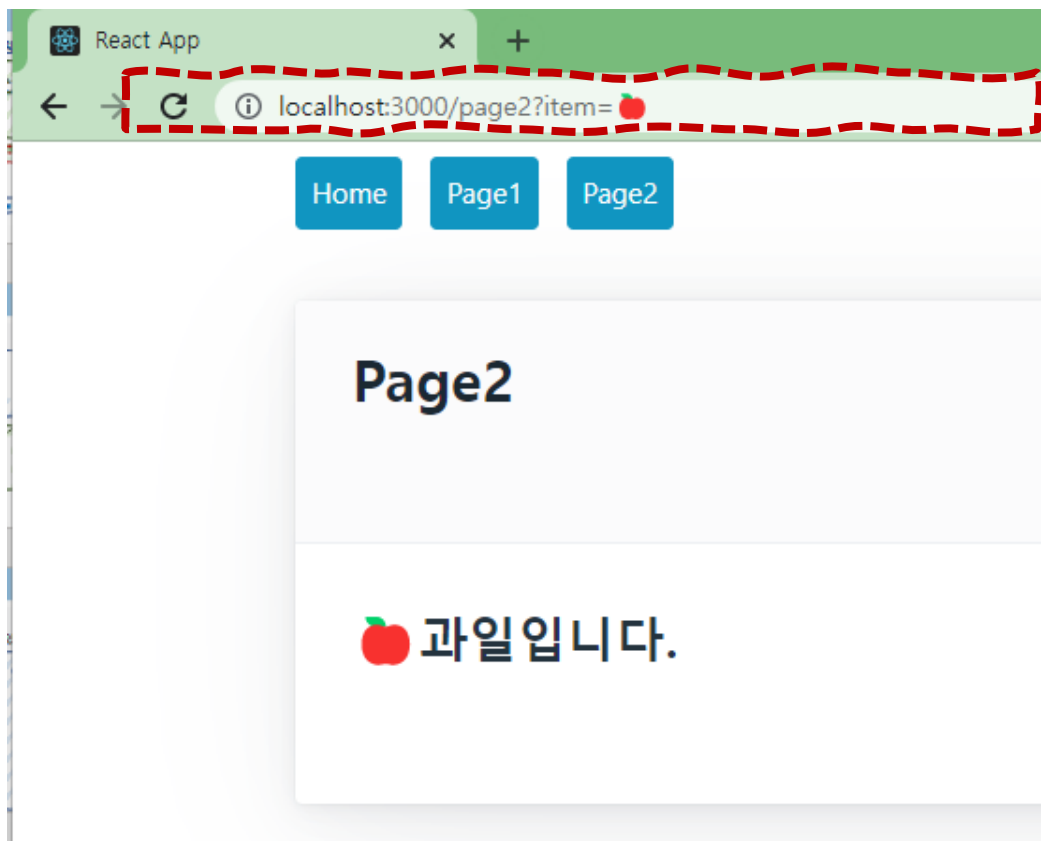 React App
localhost:3000/page2?item=🍎
Home Page1 Page2
Page2
🍎 과일입니다.